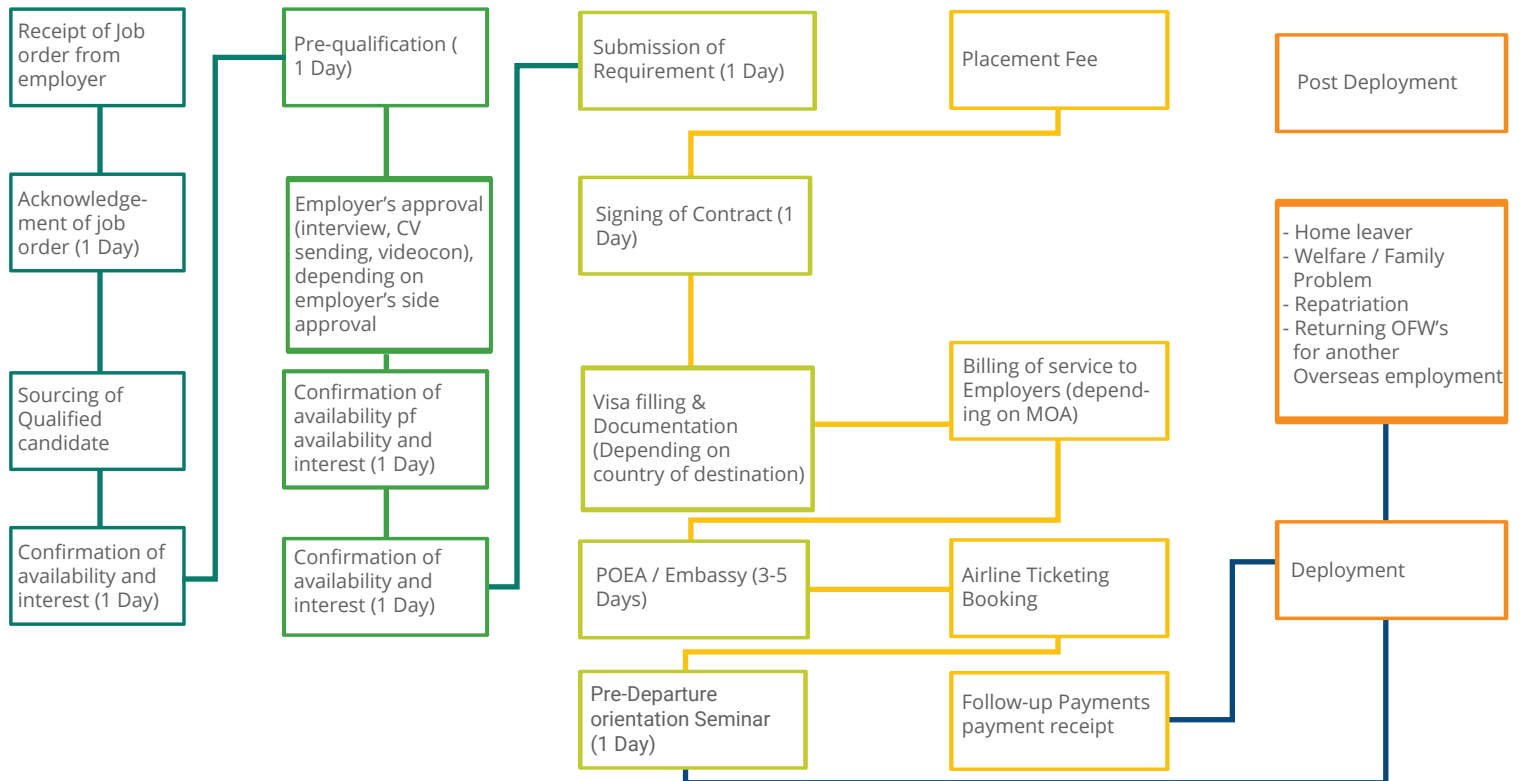 Receipt of Job
order from
employer
Acknowledge-
ment of job
order (1 Day)
Sourcing of
Qualified
candidate
Confirmation of
availability and
interest (1 Day)
Pre-qualification (
1 Day)
Employer’s approval
(interview, CV
sending, videocon),
depending on
employer’s side
approval
Confirmation of
availability pf
availability and
interest (1 Day)
Confirmation of
availability and
interest (1 Day)
Submission of
Requirement (1 Day)
Signing of Contract (1
Day)
Visa filling &
Documentation
(Depending on
country of destination)
POEA / Embassy (3-5
Days)
Pre-Departure
orientation Seminar
(1 Day)
Placement Fee
Billing of service to
Employers (depend-
ing on MOA)
Airline Ticketing
Booking
Follow-up Payments
payment receipt
Post Deployment
- Home leaver
- Welfare / Family
Problem
- Repatriation
- Returning OFW’s
for another
Overseas employment
Deployment